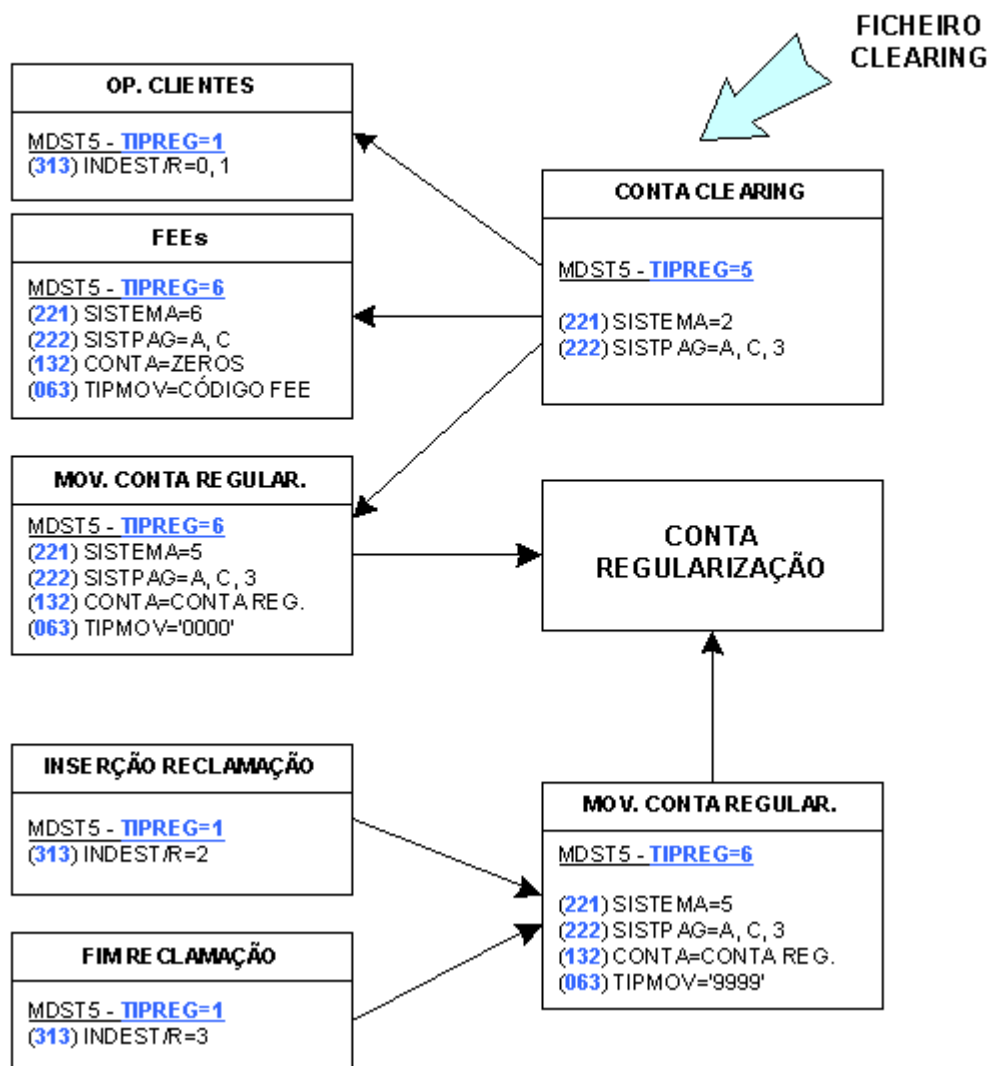 FICHEIRO
CLEARING
OP. CLIENTES
MDST5 - TIPREG=1
(313) INDEST/R=0, 1
FEEs
MDST5 - TIPREG=6
(221) SISTEMA=6
(222) SISTPAG=A, C
(132) CONTA=ZEROS
(063) TIPMOV=CÓDIGO FEE
CONTA CLEARING
MDST5 - TIPREG=5
(221) SISTEMA=2
(222) SISTPAG=A, C, 3
MOV. CONTA REGULAR.
MDST5 - TIPREG=6
(221) SISTEMA=5
(222) SISTPAG=A, C, 3
(132) CONTA=CONTA REG.
(063) TIPMOV='0000'
CONTA
REGULARIZAÇÃO
INSERÇÃO RECLAMAÇÃO
MDST5 - TIPREG=1
(313) INDEST/R=2
FIM RECLAMAÇÃO
MDST5 - TIPREG=1
(313) INDEST/R=3
MOV. CONTA REGULAR.
MDST5 - TIPREG=6
(221) SISTEMA=5
(222) SISTPAG=A, C, 3
(132) CONTA=CONTA REG.
(063) TIPMOV='9999'